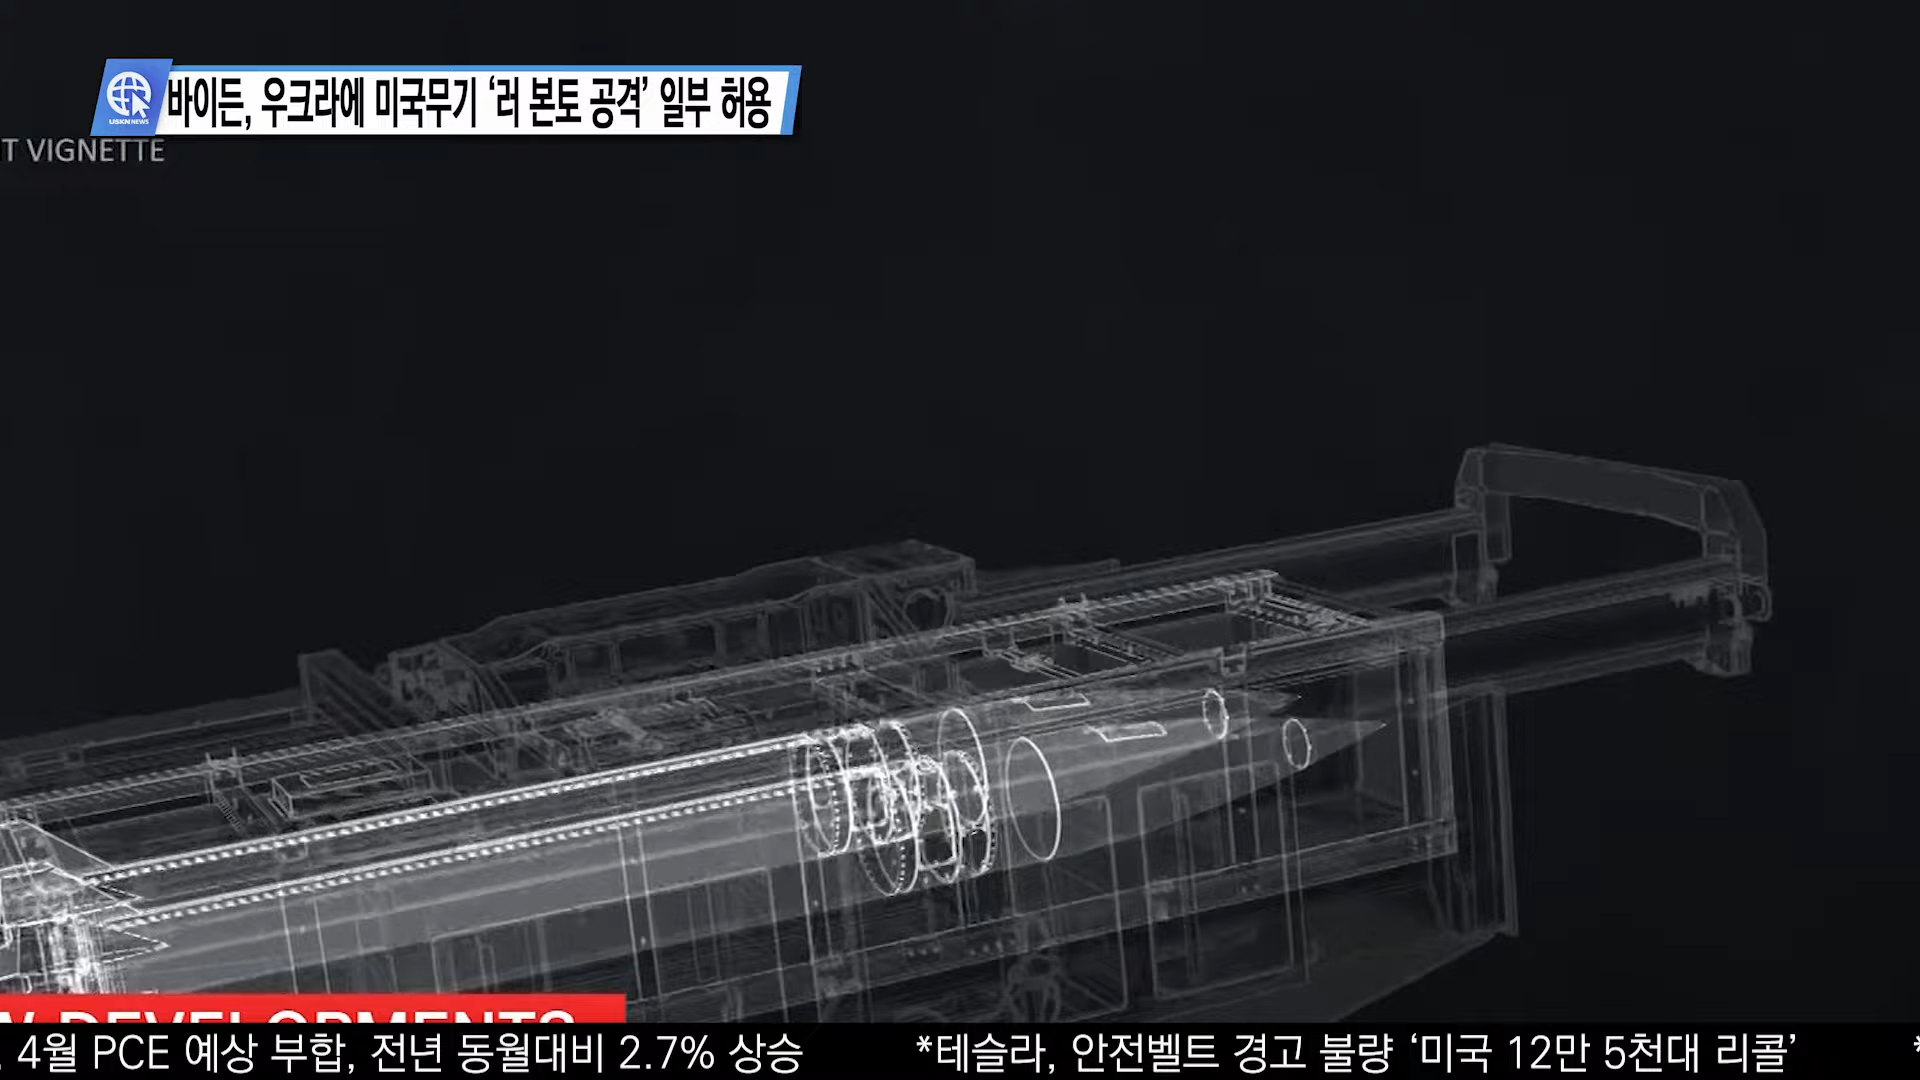 바이든, 우크라에 미국무기 ‘러 본토 공격’ 일부 허용
USKN NEWS
T VIGNETTE
W DEVELOPMENTS
. 4월 PCE 예상 부합, 전년 동월대비 2.7% 상승 *테슬라, 안전벨트 경고 불량 ‘미국 12만 5천대 리콜’ *